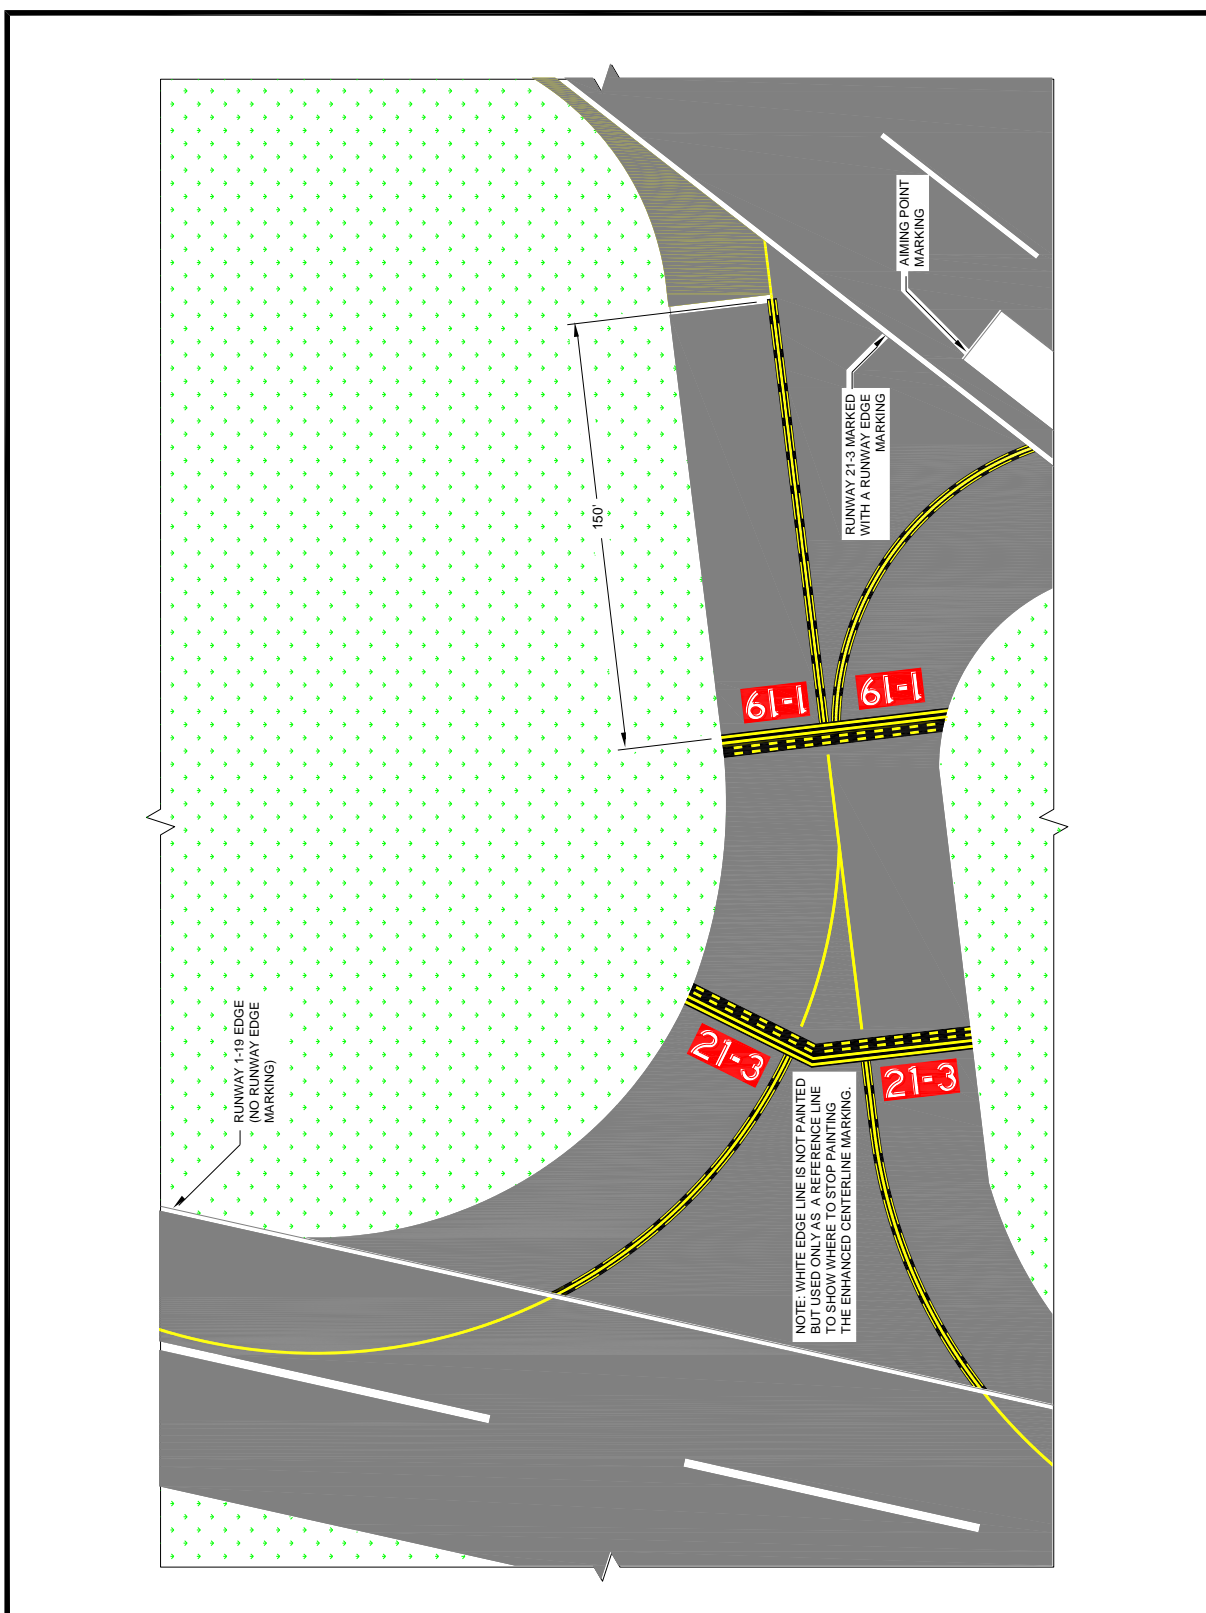 AIMING POINT
MARKING
RUNWAY 21-3 MARKED
WITH A RUNWAY EDGE
MARKING
150'
1-19
1-19
RUNWAY 1-19 EDGE
(NO RUNWAY EDGE
MARKING)
21-3
21-3
NOTE: WHITE EDGE LINE IS NOT PAINTED
BUT USED ONLY AS A REFERENCE LINE
TO SHOW WHERE TO STOP PAINTING
THE ENHANCED CENTERLINE MARKING.